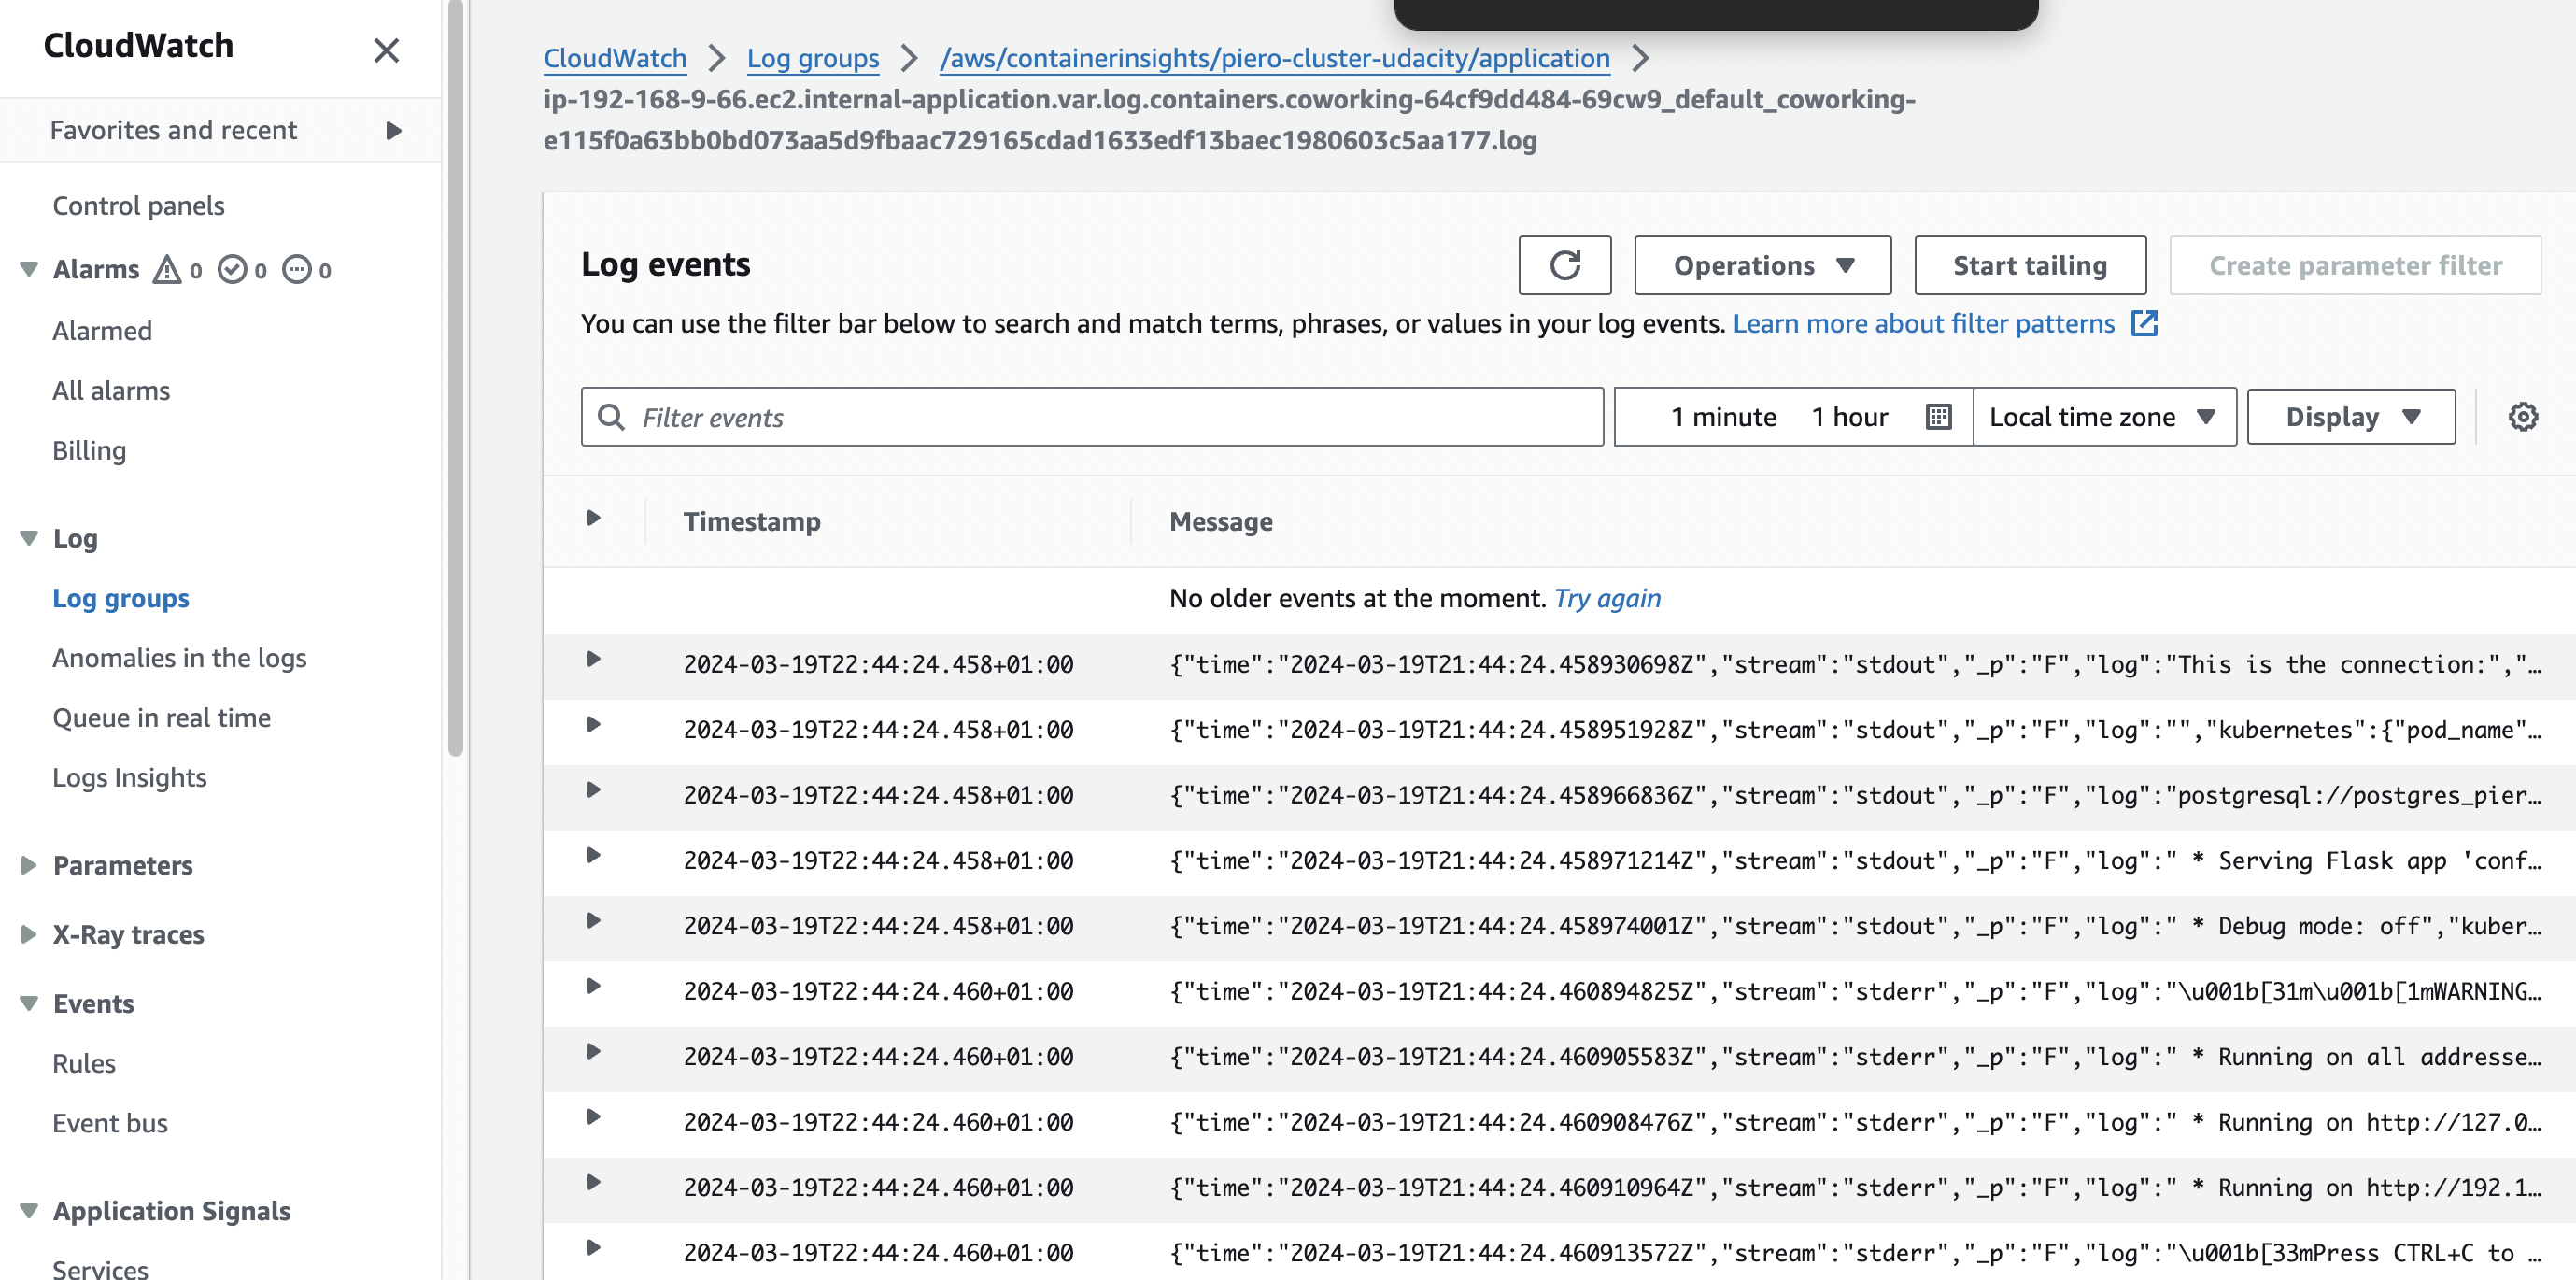 CloudWatch
Favorites and recent
Control panels
Alarms 0 0 0
Alarmed
All alarms
Billing
Log
Log groups
Anomalies in the logs
Queue in real time
Logs Insights
Parameters
X-Ray traces
Events
Rules
Event bus
Application Signals
Services
CloudWatch > Log groups > /aws/containerinsights/piero-cluster-udacity/application >
ip-192-168-9-66.ec2.internal-application.var.log.containers.coworking-64cf9dd484-69cw9_default_coworking-
e115f0a63bb0bd073aa5d9fbaac729165cdad1633edf13baec1980603c5aa177.log
Log events
Operations
Start tailing
Create parameter filter
You can use the filter bar below to search and match terms, phrases, or values in your log events. Learn more about filter patterns
Filter events
1 minute 1 hour
Local time zone
Display
Timestamp Message
No older events at the moment. Try again
2024-03-19T22:44:24.458+01:00 {"time":"2024-03-19T21:44:24.458930698Z","stream":"stdout","_p":"F","log":"This is the connection:","…
2024-03-19T22:44:24.458+01:00 {"time":"2024-03-19T21:44:24.458951928Z","stream":"stdout","_p":"F","log":"","kubernetes":{"pod_name"…
2024-03-19T22:44:24.458+01:00 {"time":"2024-03-19T21:44:24.458966836Z","stream":"stdout","_p":"F","log":"postgresql://postgres_pier…
2024-03-19T22:44:24.458+01:00 {"time":"2024-03-19T21:44:24.458971214Z","stream":"stdout","_p":"F","log":" * Serving Flask app 'conf…
2024-03-19T22:44:24.458+01:00 {"time":"2024-03-19T21:44:24.458974001Z","stream":"stdout","_p":"F","log":" * Debug mode: off","kuber…
2024-03-19T22:44:24.460+01:00 {"time":"2024-03-19T21:44:24.460894825Z","stream":"stderr","_p":"F","log":"\u001b[31m\u001b[1mWARNING…
2024-03-19T22:44:24.460+01:00 {"time":"2024-03-19T21:44:24.460905583Z","stream":"stderr","_p":"F","log":" * Running on all addresse…
2024-03-19T22:44:24.460+01:00 {"time":"2024-03-19T21:44:24.460908476Z","stream":"stderr","_p":"F","log":" * Running on http://127.0…
2024-03-19T22:44:24.460+01:00 {"time":"2024-03-19T21:44:24.460910964Z","stream":"stderr","_p":"F","log":" * Running on http://192.1…
2024-03-19T22:44:24.460+01:00 {"time":"2024-03-19T21:44:24.460913572Z","stream":"stderr","_p":"F","log":"\u001b[33mPress CTRL+C to …